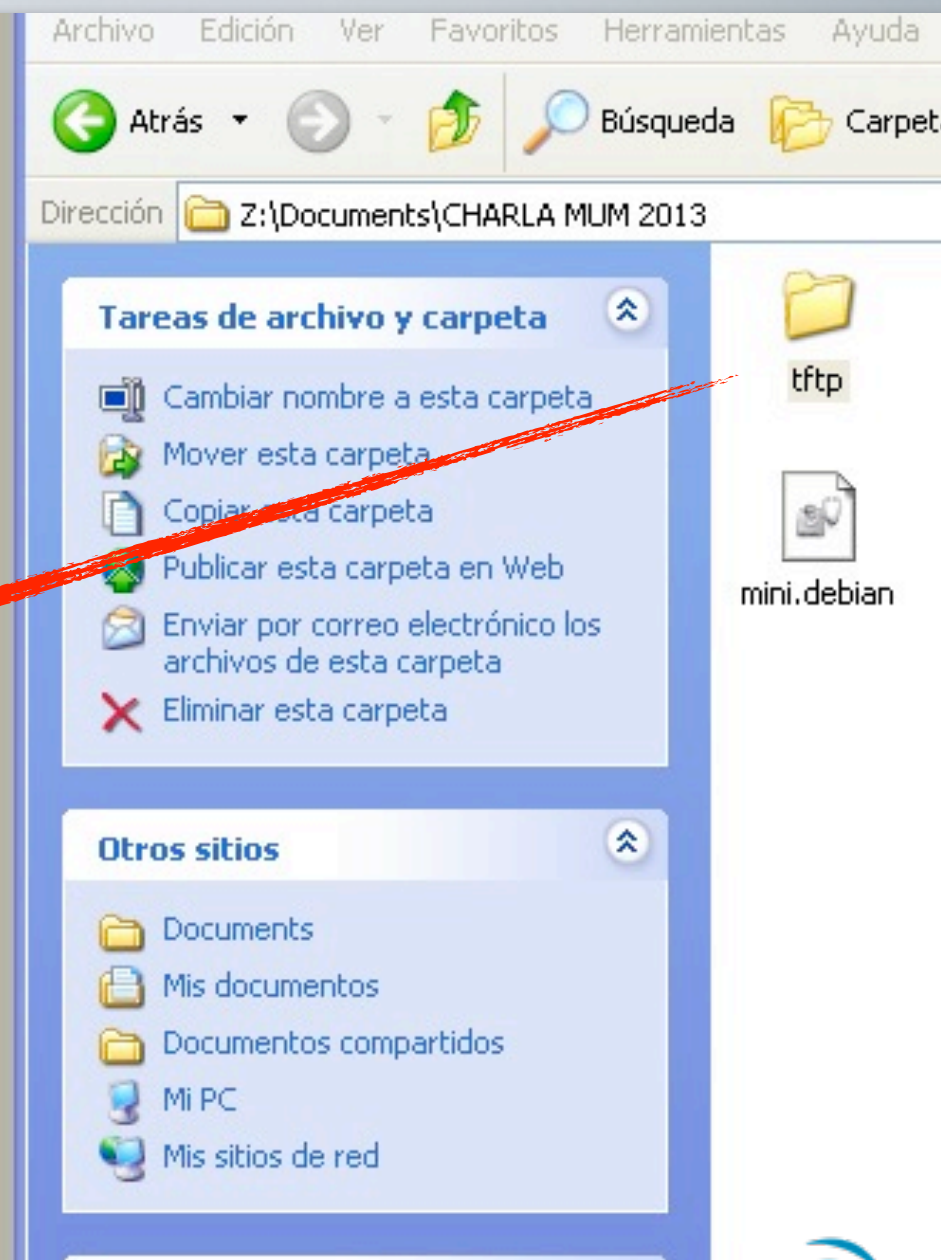 Archivo Edición Ver Favoritos Herramientas Ayuda
Atrás Búsqueda Carpet
Dirección Z:\Documents\CHARLA MUM 2013
Tareas de archivo y carpeta
Cambiar nombre a esta carpeta
Mover esta carpeta
Copiar esta carpeta
Publicar esta carpeta en Web
Enviar por correo electrónico los
archivos de esta carpeta
Eliminar esta carpeta
Otros sitios
Documents
Mis documentos
Documentos compartidos
Mi PC
Mis sitios de red
tftp
mini.debian